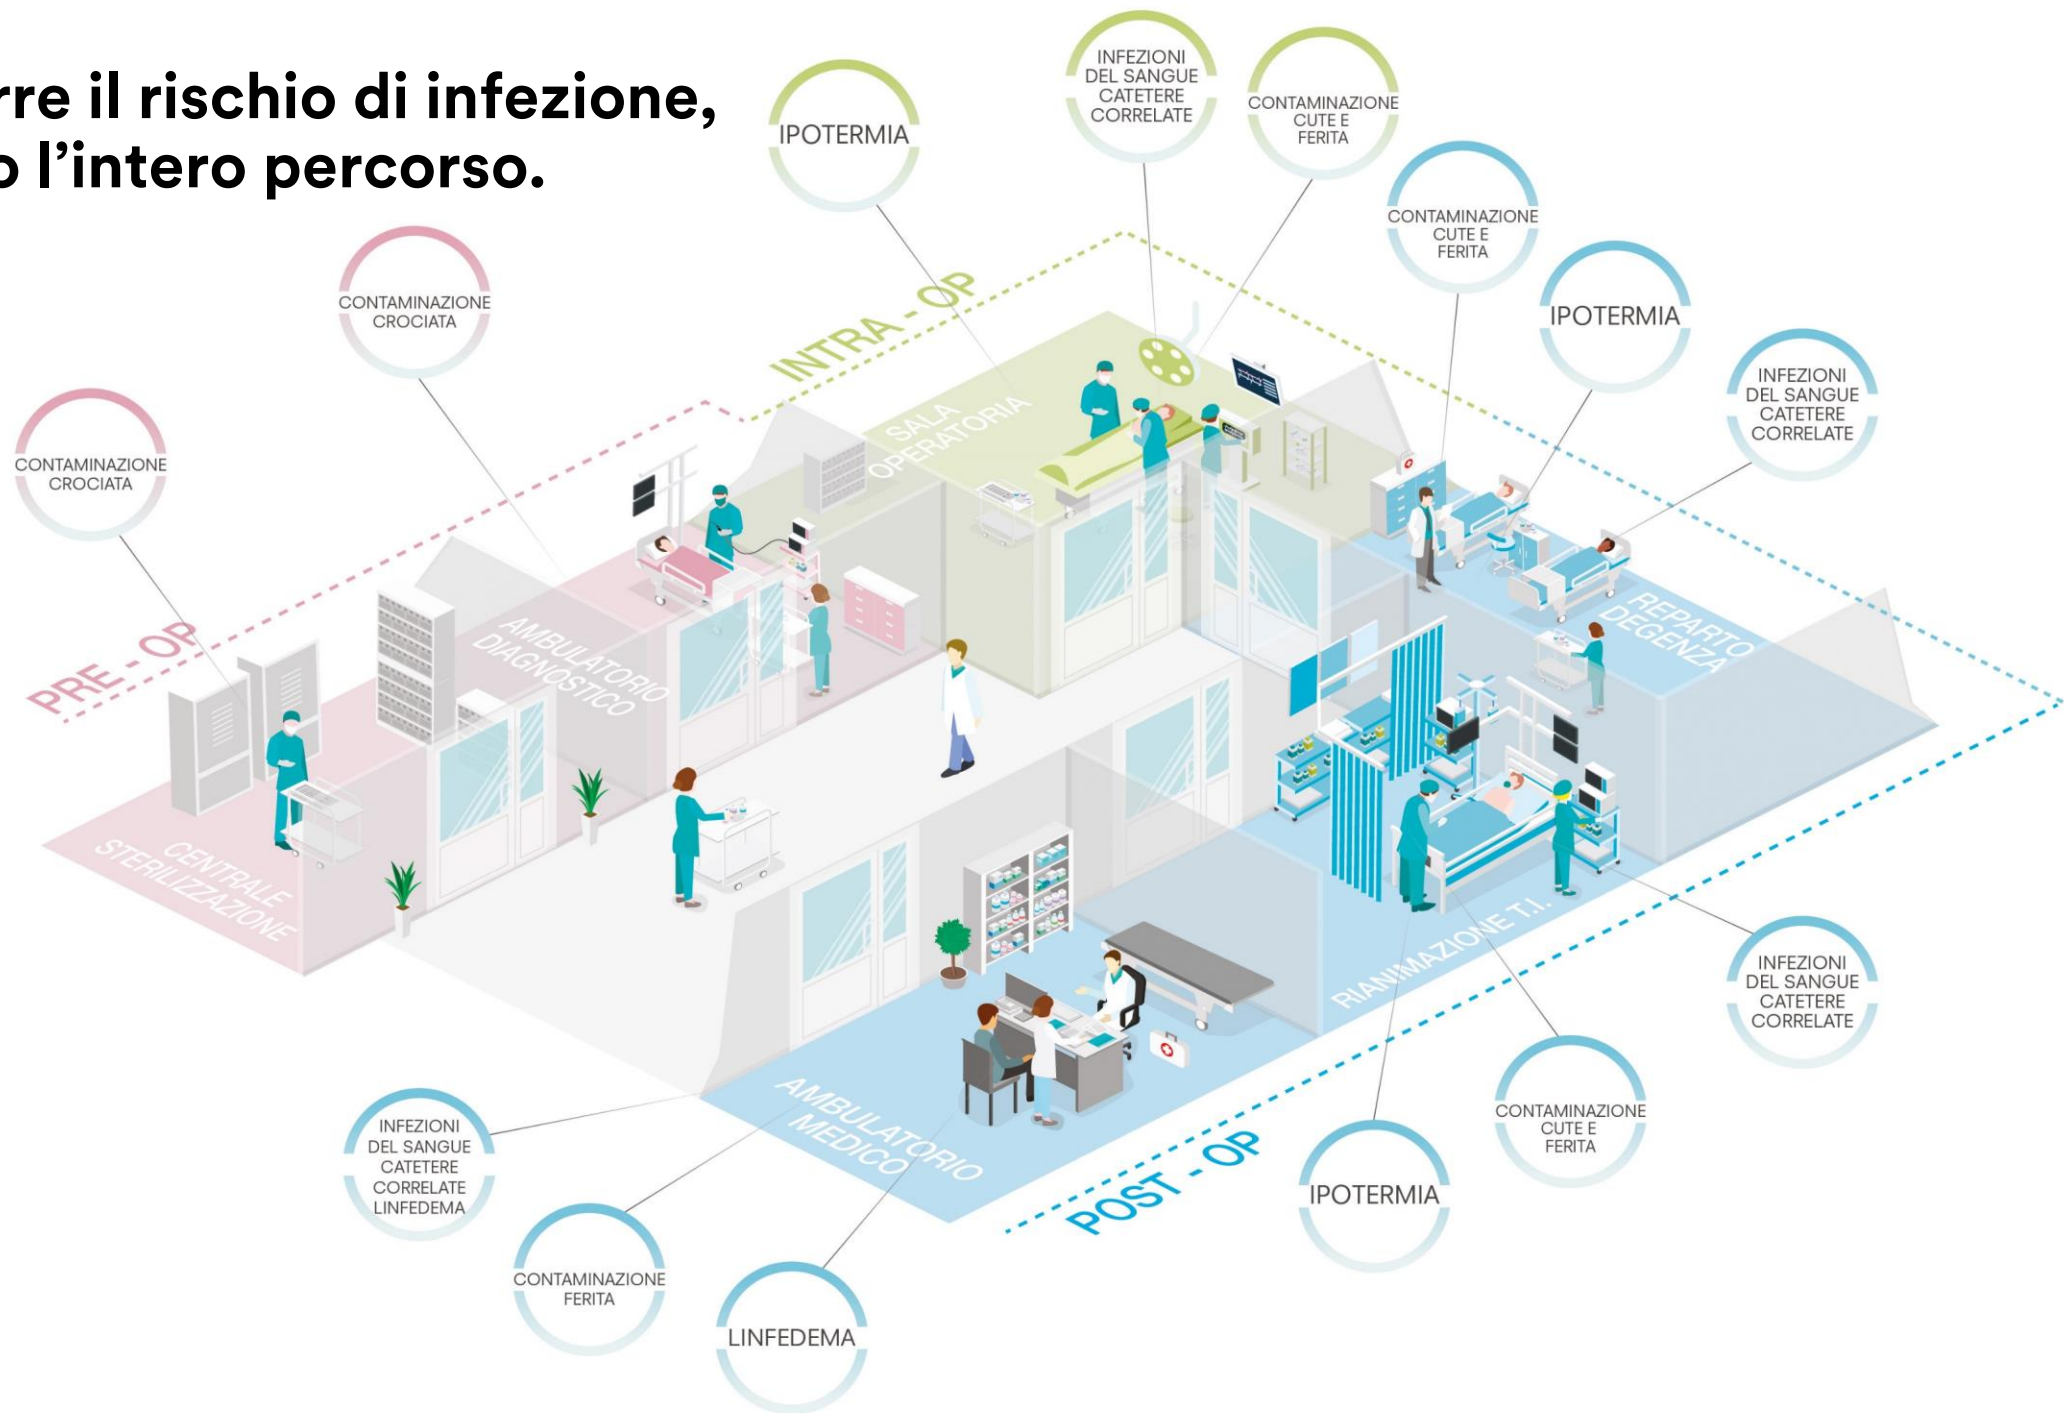 rre il rischio di infezione,
o l'intero percorso.
IPOTERMIA
INFEZIONI
DEL SANGUE
CATETERE
CORRELATE
CONTAMINAZIONE
CUTE E
FERITA
CONTAMINAZIONE
CUTE E
FERITA
IPOTERMIA
INFEZIONI
DEL SANGUE
CATETERE
CORRELATE
CONTAMINAZIONE
CROCIATA
CONTAMINAZIONE
CROCIATA
PRE - OP
INTRA - OP
SALA
OPERATORIA
AMBULATORIO
DIAGNOSTICO
CENTRALE
STERILIZZAZIONE
REPARTO
DEGENZA
RIANIMAZIONE T.I.
AMBULATORIO
MEDICO
POST - OP
INFEZIONI
DEL SANGUE
CATETERE
CORRELATE
CONTAMINAZIONE
CUTE E
FERITA
IPOTERMIA
INFEZIONI
DEL SANGUE
CATETERE
CORRELATE
LINFEDEMA
CONTAMINAZIONE
FERITA
LINFEDEMA